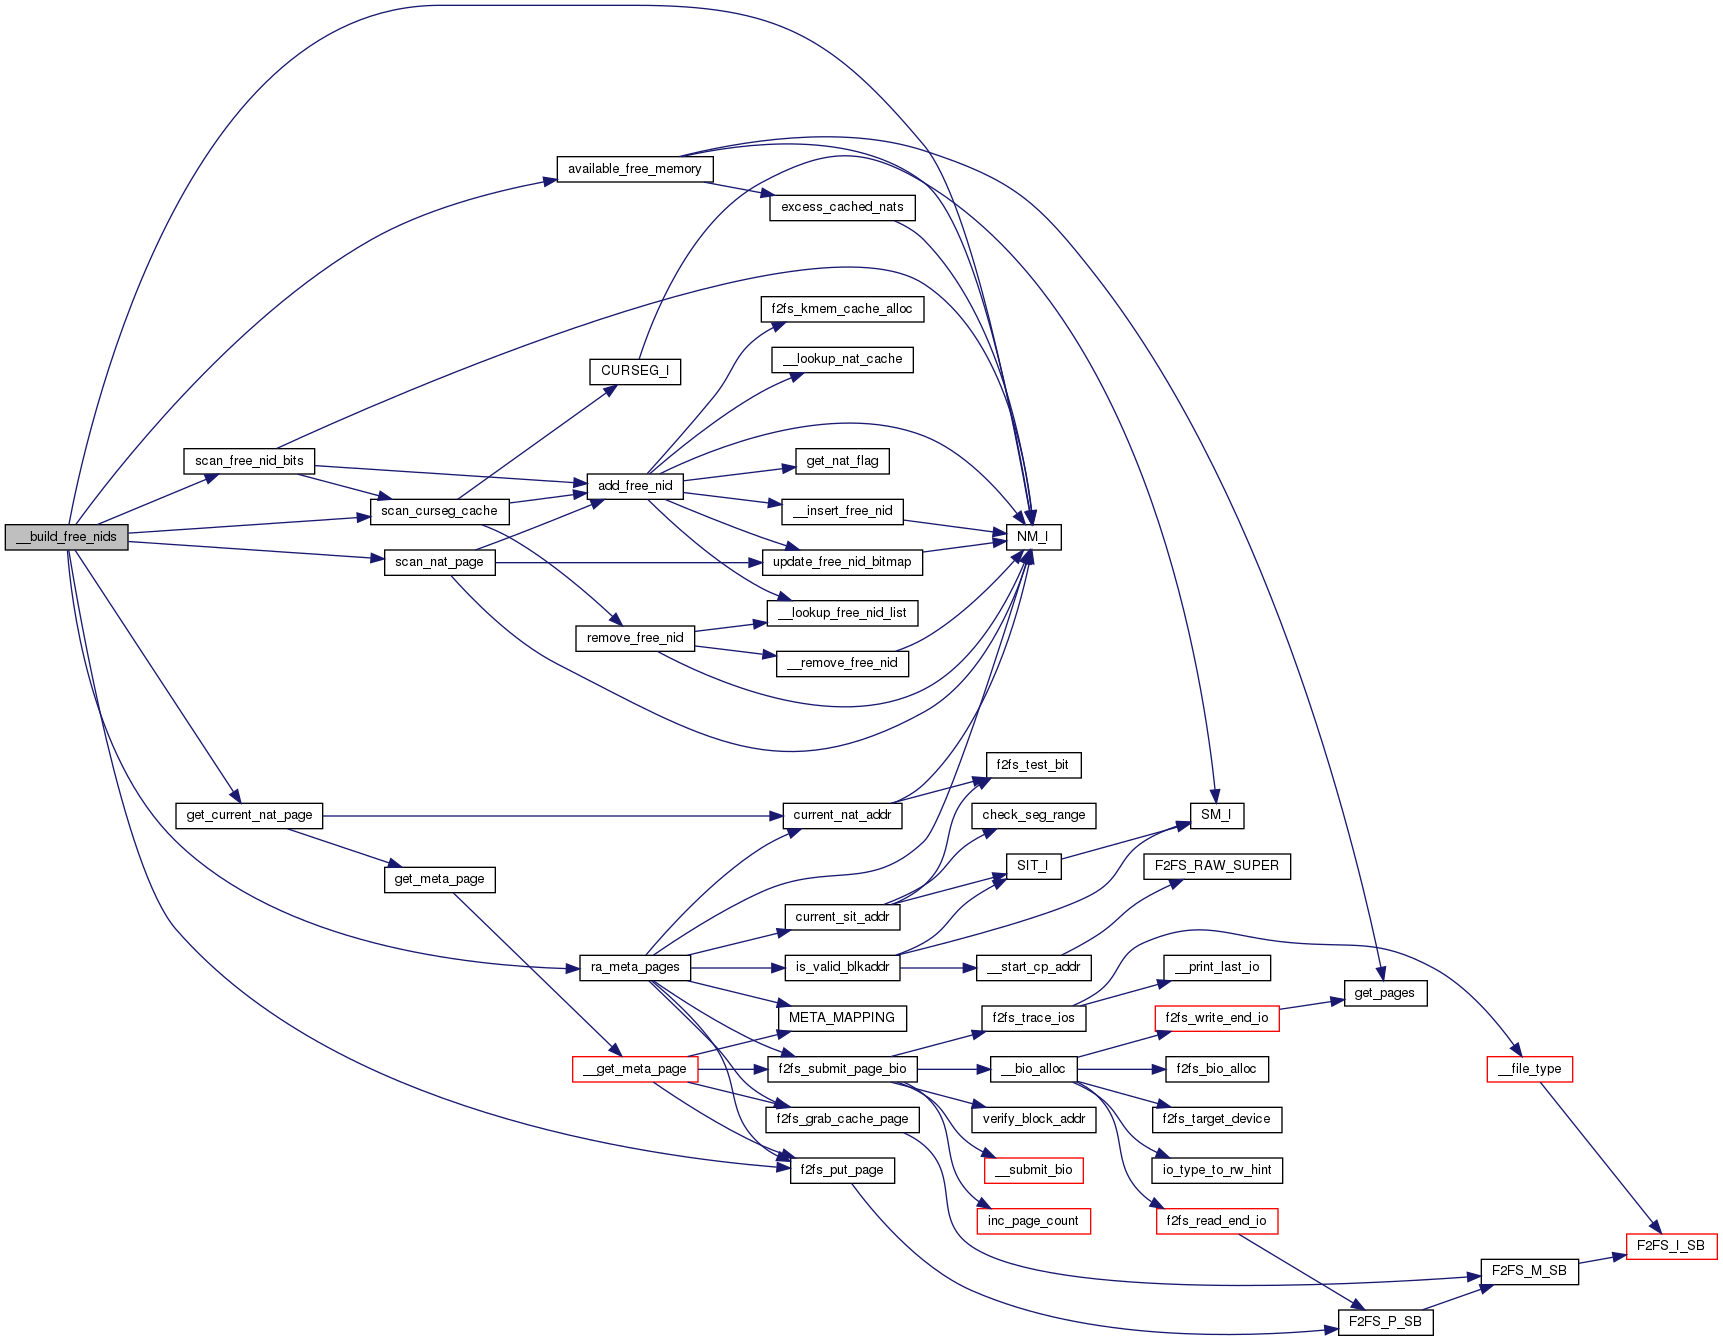 available_free_memory
excess_cached_nats
f2fs_kmem_cache_alloc
__lookup_nat_cache
CURSEG_I
scan_free_nid_bits
get_nat_flag
add_free_nid
scan_curseg_cache
__insert_free_nid
__build_free_nids
NM_I
scan_nat_page
update_free_nid_bitmap
__lookup_free_nid_list
remove_free_nid
__remove_free_nid
f2fs_test_bit
get_current_nat_page
current_nat_addr
check_seg_range
SM_I
get_meta_page
SIT_I
F2FS_RAW_SUPER
current_sit_addr
ra_meta_pages
is_valid_blkaddr
__start_cp_addr
__print_last_io
get_pages
META_MAPPING
f2fs_trace_ios
f2fs_write_end_io
__get_meta_page
f2fs_submit_page_bio
__bio_alloc
f2fs_bio_alloc
__file_type
f2fs_grab_cache_page
verify_block_addr
f2fs_target_device
f2fs_put_page
__submit_bio
io_type_to_rw_hint
inc_page_count
f2fs_read_end_io
F2FS_I_SB
F2FS_M_SB
F2FS_P_SB